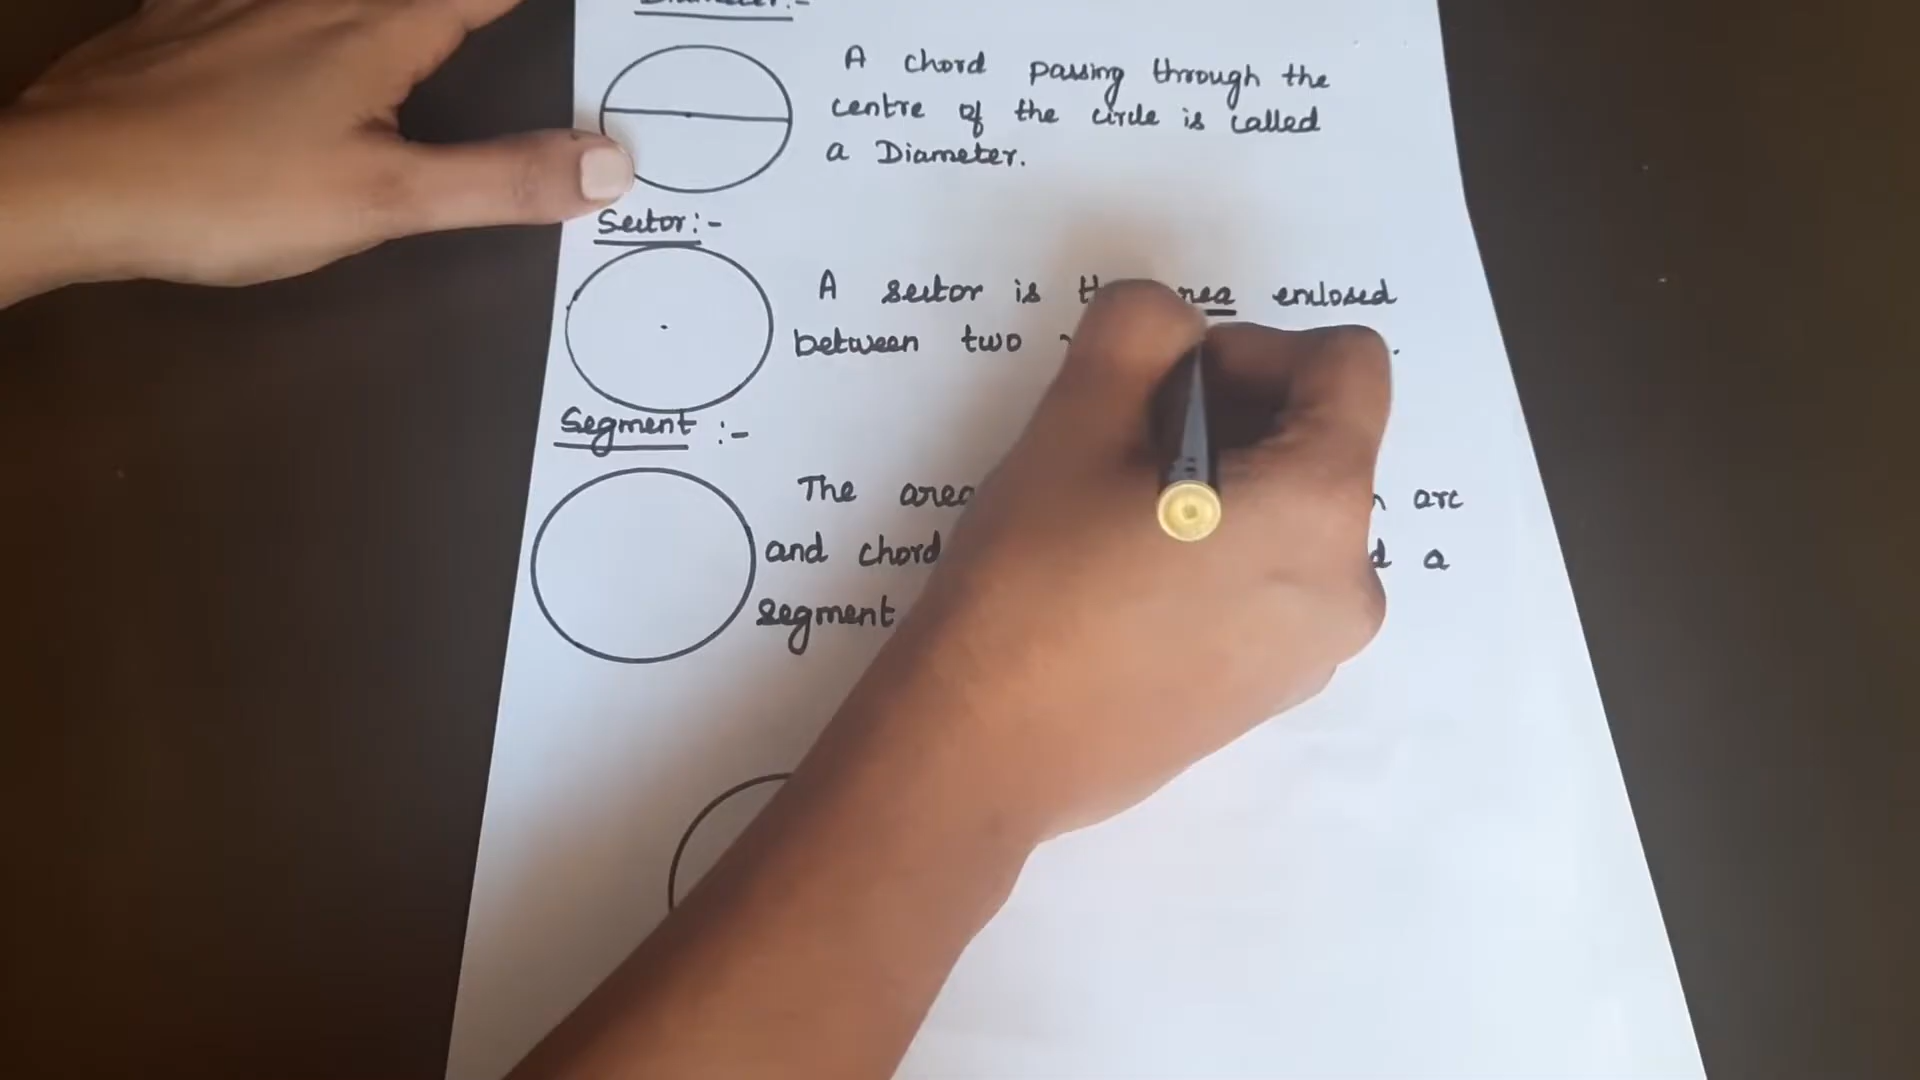 Diameter:-
A chord passing through the
centre of the circle is called
a Diameter.
Sector:-
A sector is enclosed
between two
Segment :-
The area arc
and chord a
segment